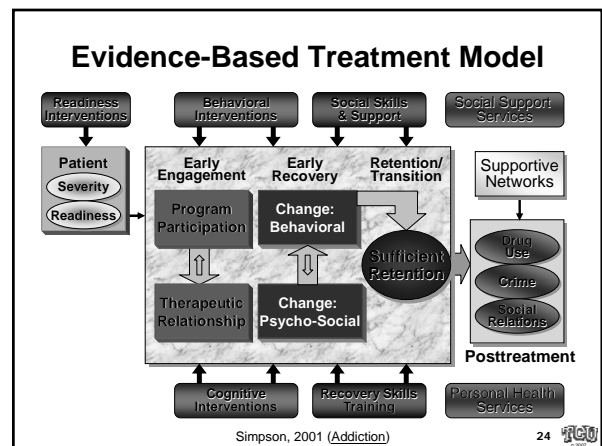 Evidence-Based Treatment Model
Readiness
Interventions
Behavioral
Interventions
Social Skills
& Support
Social Support
Services
Patient
Severity
Readiness
Early
Engagement
Early
Recovery
Retention/
Transition
Program
Participation
Change:
Behavioral
Therapeutic
Relationship
Change:
Psycho-Social
Sufficient
Retention
Supportive
Networks
Drug
Use
Crime
Social
Relations
Posttreatment
Cognitive
Interventions
Recovery Skills
Training
Personal Health
Services
Simpson, 2001 (Addiction)
24
TCU
© 2007